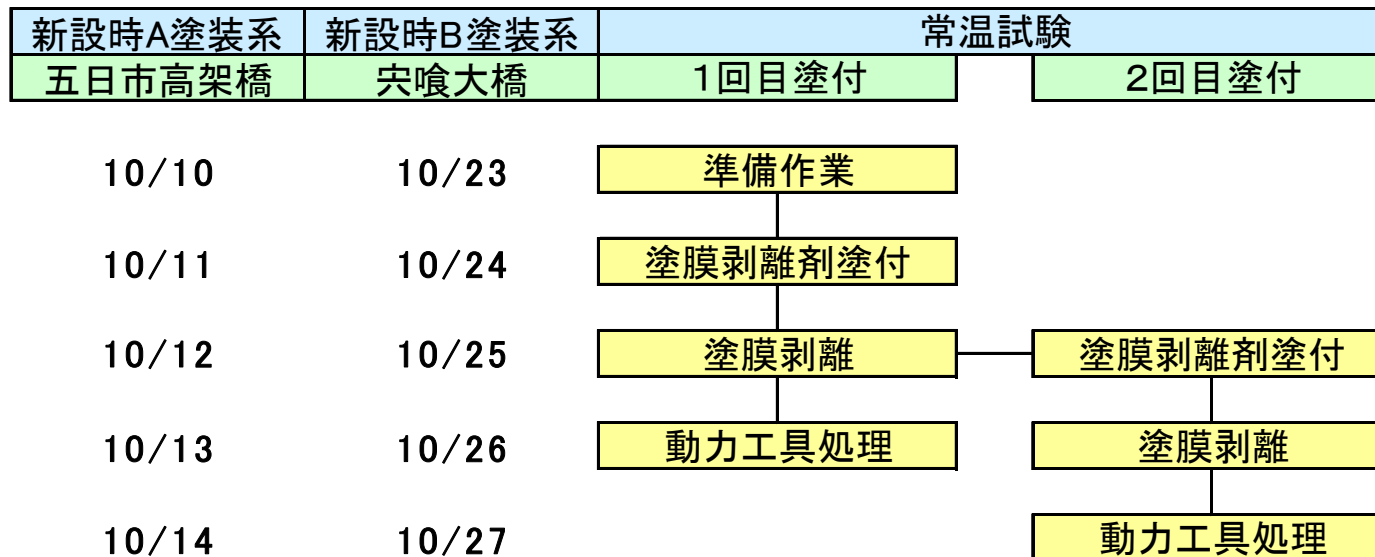 新設時A塗装系 新設時B塗装系 常温試験
五日市高架橋 宍喰大橋 1回目塗付 2回目塗付
10/10 10/23 準備作業
10/11 10/24 塗膜剥離剤塗付
10/12 10/25 塗膜剥離 塗膜剥離剤塗付
10/13 10/26 動力工具処理 塗膜剥離
10/14 10/27 動力工具処理